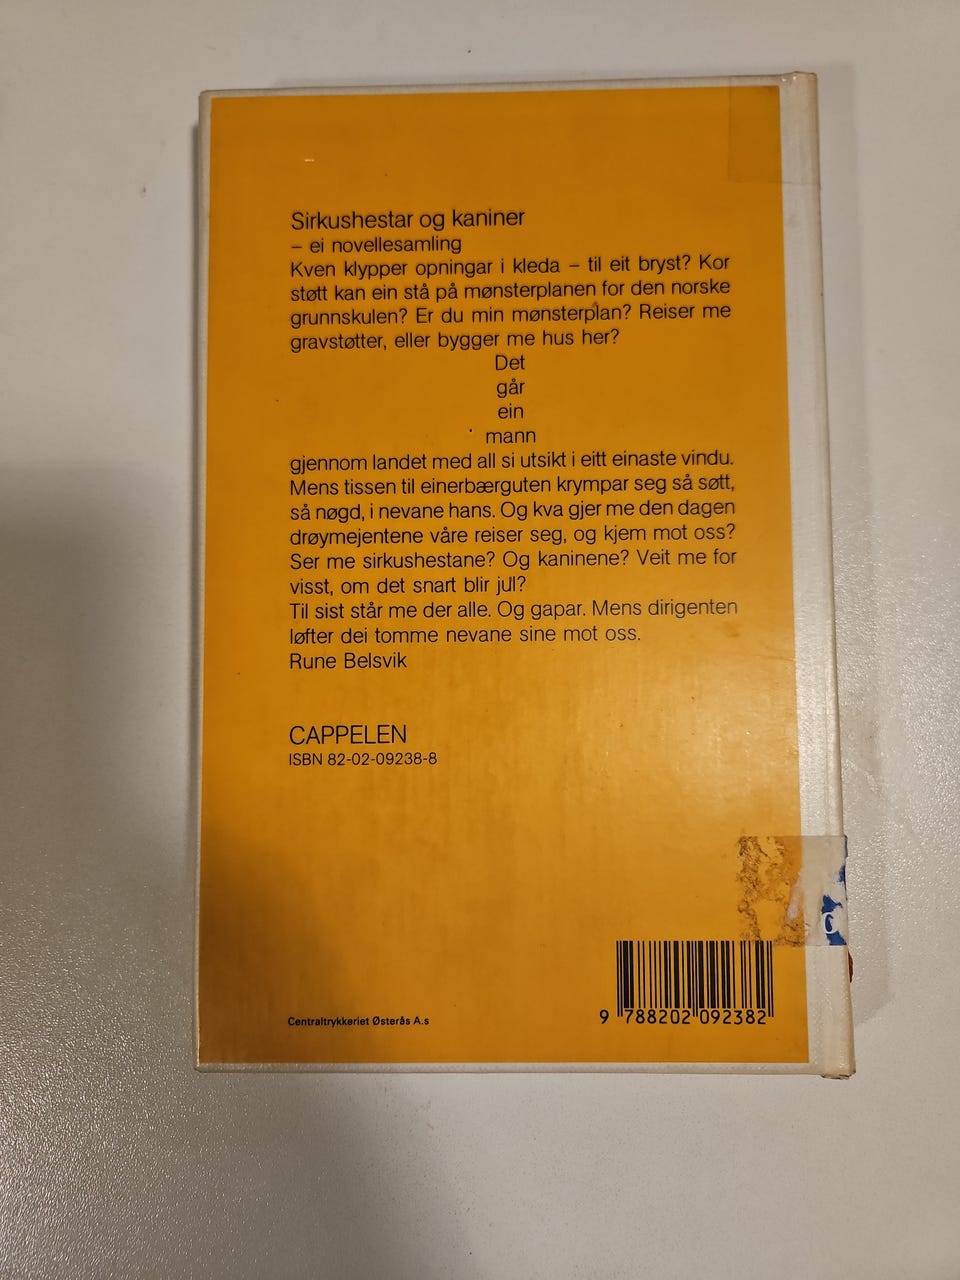 Sirkushestar og kaniner
– ei novellesamling
Kven klypper opningar i kleda – til eit bryst? Kor
støtt kan ein stå på mønsterplanen for den norske
grunnskulen? Er du min mønsterplan? Reiser me
gravstøtter, eller bygger me hus her?
Det
går
ein
mann
gjennom landet med all si utsikt i eitt einaste vindu.
Mens tissen til einerbærguten krympar seg så søtt,
så nøgd, i nevane hans. Og kva gjer me den dagen
drøymejentene våre reiser seg, og kjem mot oss?
Ser me sirkushestane? Og kaninene? Veit me for
visst, om det snart blir jul?
Til sist står me der alle. Og gapar. Mens dirigenten
løfter dei tomme nevane sine mot oss.
Rune Belsvik
CAPPELEN
ISBN 82-02-09238-8
Centraltrykkeriet Østerås A.s
9 788202 092382